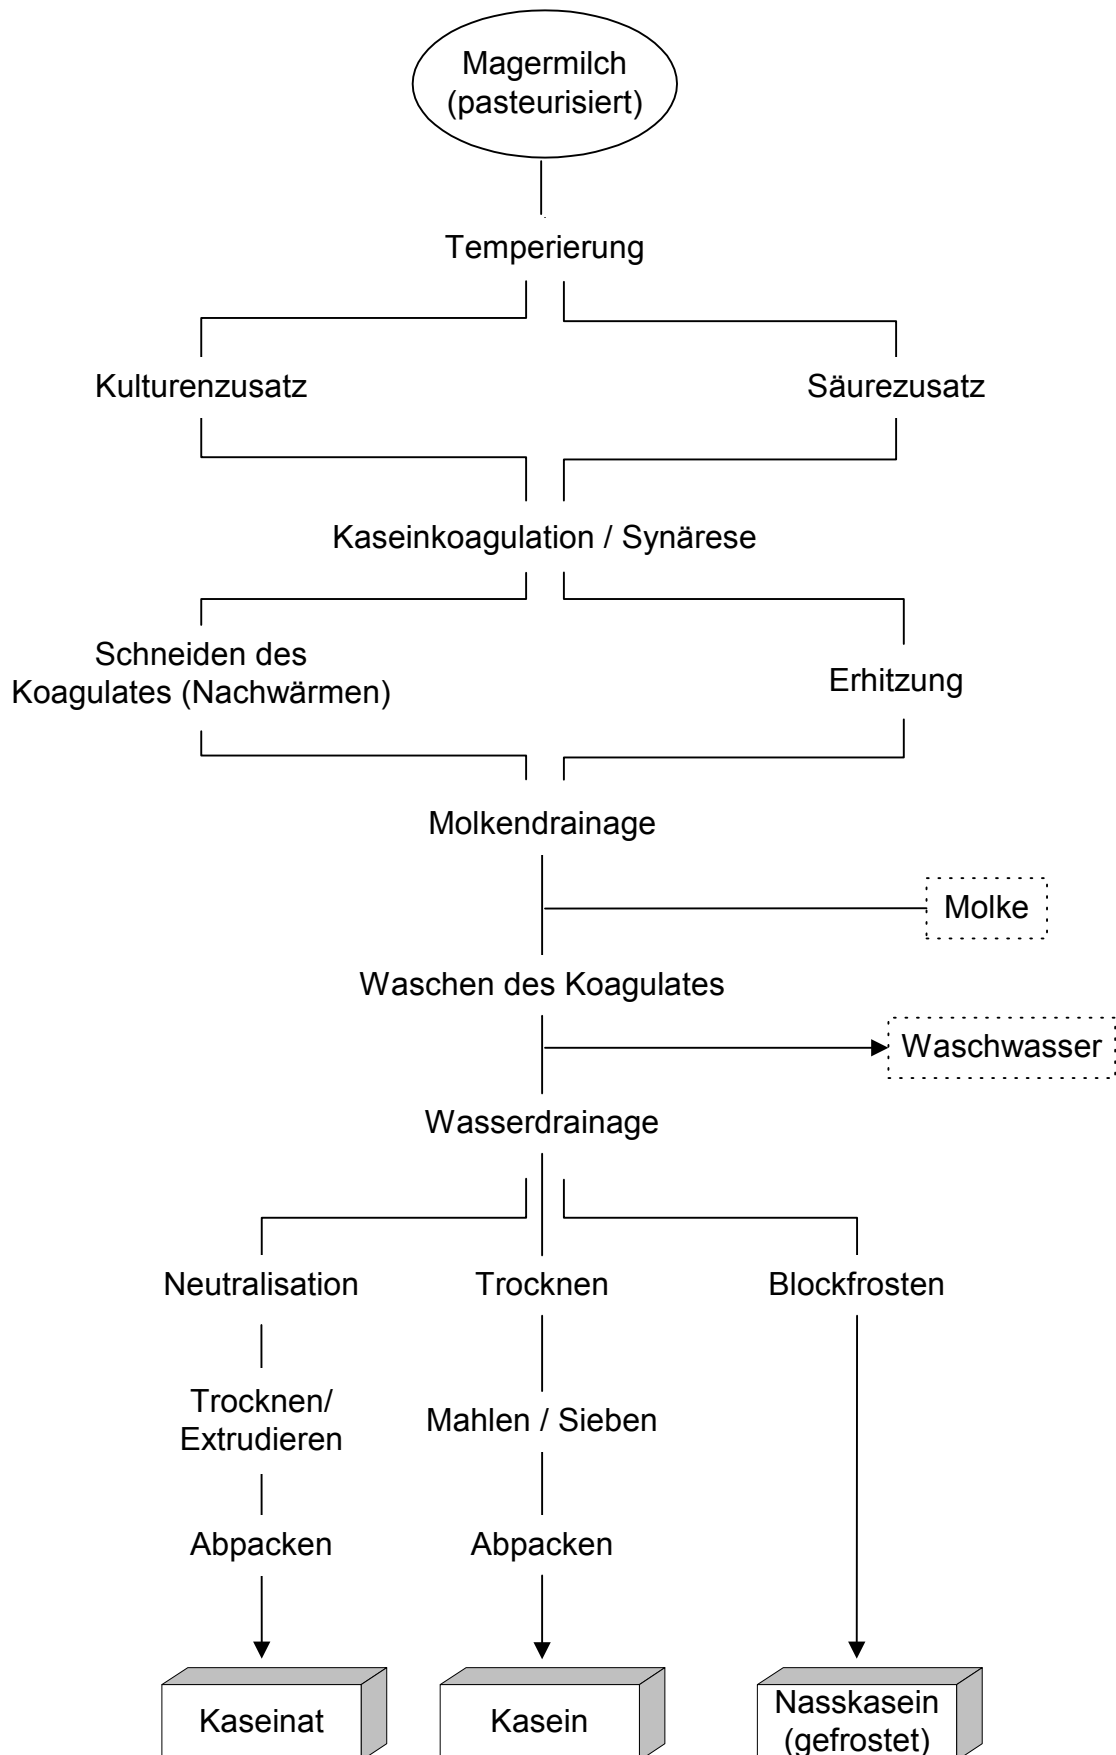 Magermilch
(pasteurisiert)
Temperierung
Kulturenzusatz
Säurezusatz
Kaseinkoagulation / Synärese
Schneiden des
Koagulates (Nachwärmen)
Erhitzung
Molkendrainage
Molke
Waschen des Koagulates
Waschwasser
Wasserdrainage
Neutralisation
Trocknen
Blockfrosten
Trocknen/
Extrudieren
Mahlen / Sieben
Abpacken
Abpacken
Kaseinat
Kasein
Nasskasein
(gefrostet)